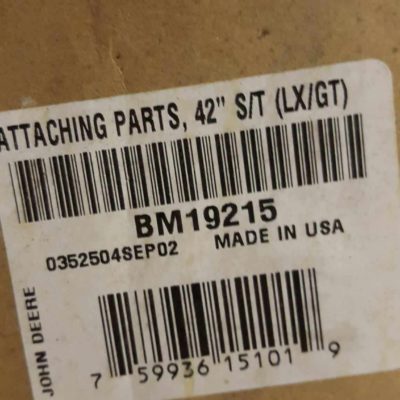 ATTACHING PARTS, 42" S/T (LX/GT)
BM19215
0352504SEP02 MADE IN USA
JOHN DEERE
7 59936 15101 9